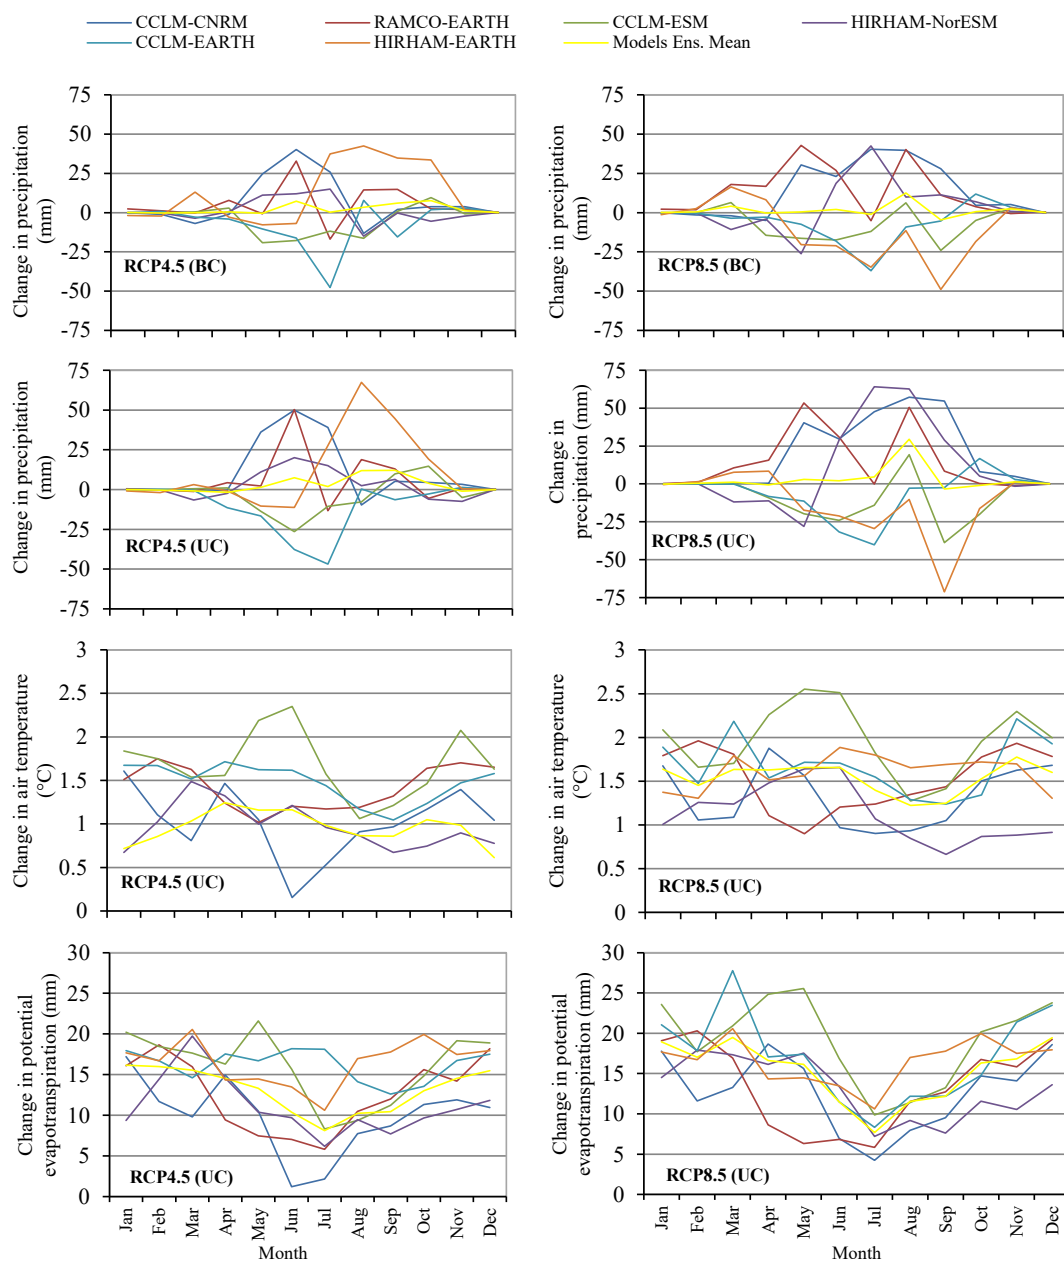 CCLM-CNRM RAMCO-EARTH CCLM-ESM HIRHAM-NorESM
CCLM-EARTH HIRHAM-EARTH Models Ens. Mean
Change in precipitation
(mm)
75
50
25
0
-25
-50
-75
RCP4.5 (BC)
Change in precipitation
(mm)
75
50
25
0
-25
-50
-75
RCP8.5 (BC)
Change in precipitation
(mm)
75
50
25
0
-25
-50
-75
RCP4.5 (UC)
Change in
precipitation (mm)
75
50
25
0
-25
-50
-75
RCP8.5 (UC)
Change in air temperature
(°C)
3
2.5
2
1.5
1
0.5
0
RCP4.5 (UC)
Change in air temperature
(°C)
3
2.5
2
1.5
1
0.5
0
RCP8.5 (UC)
Change in potential
evapotranspiration (mm)
30
25
20
15
10
5
0
RCP4.5 (UC)
Jan Feb Mar Apr May Jun Jul Aug Sep Oct Nov Dec
Month
Change in potential
evapotranspiration (mm)
30
25
20
15
10
5
0
RCP8.5 (UC)
Jan Feb Mar Apr May Jun Jul Aug Sep Oct Nov Dec
Month